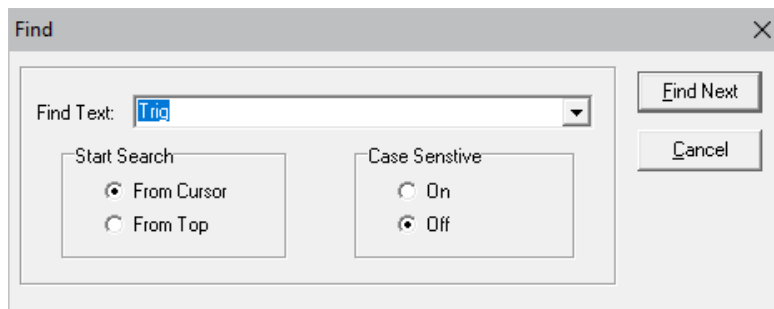 Find
Find Text: Trig
Find Next
Cancel
Start Search
From Cursor
From Top
Case Senstive
On
Off